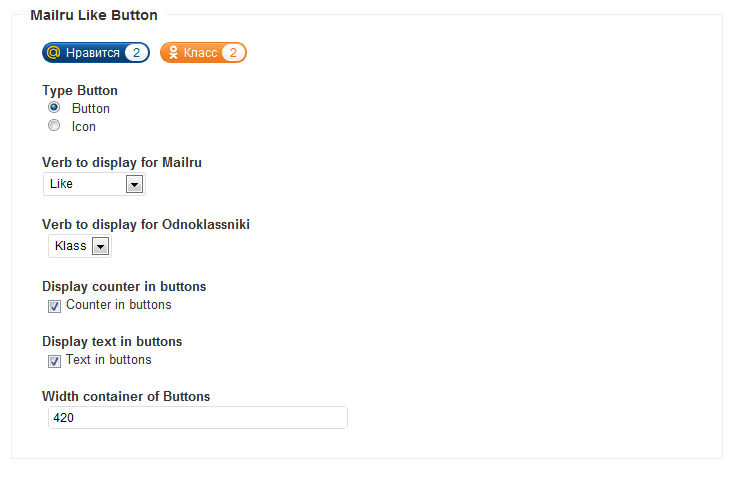 Mailru Like Button
@ Нравится 2 Класс 2
Type Button
Button
Icon
Verb to display for Mailru
Like
Verb to display for Odnoklassniki
Klass
Display counter in buttons
Counter in buttons
Display text in buttons
Text in buttons
Width container of Buttons
420